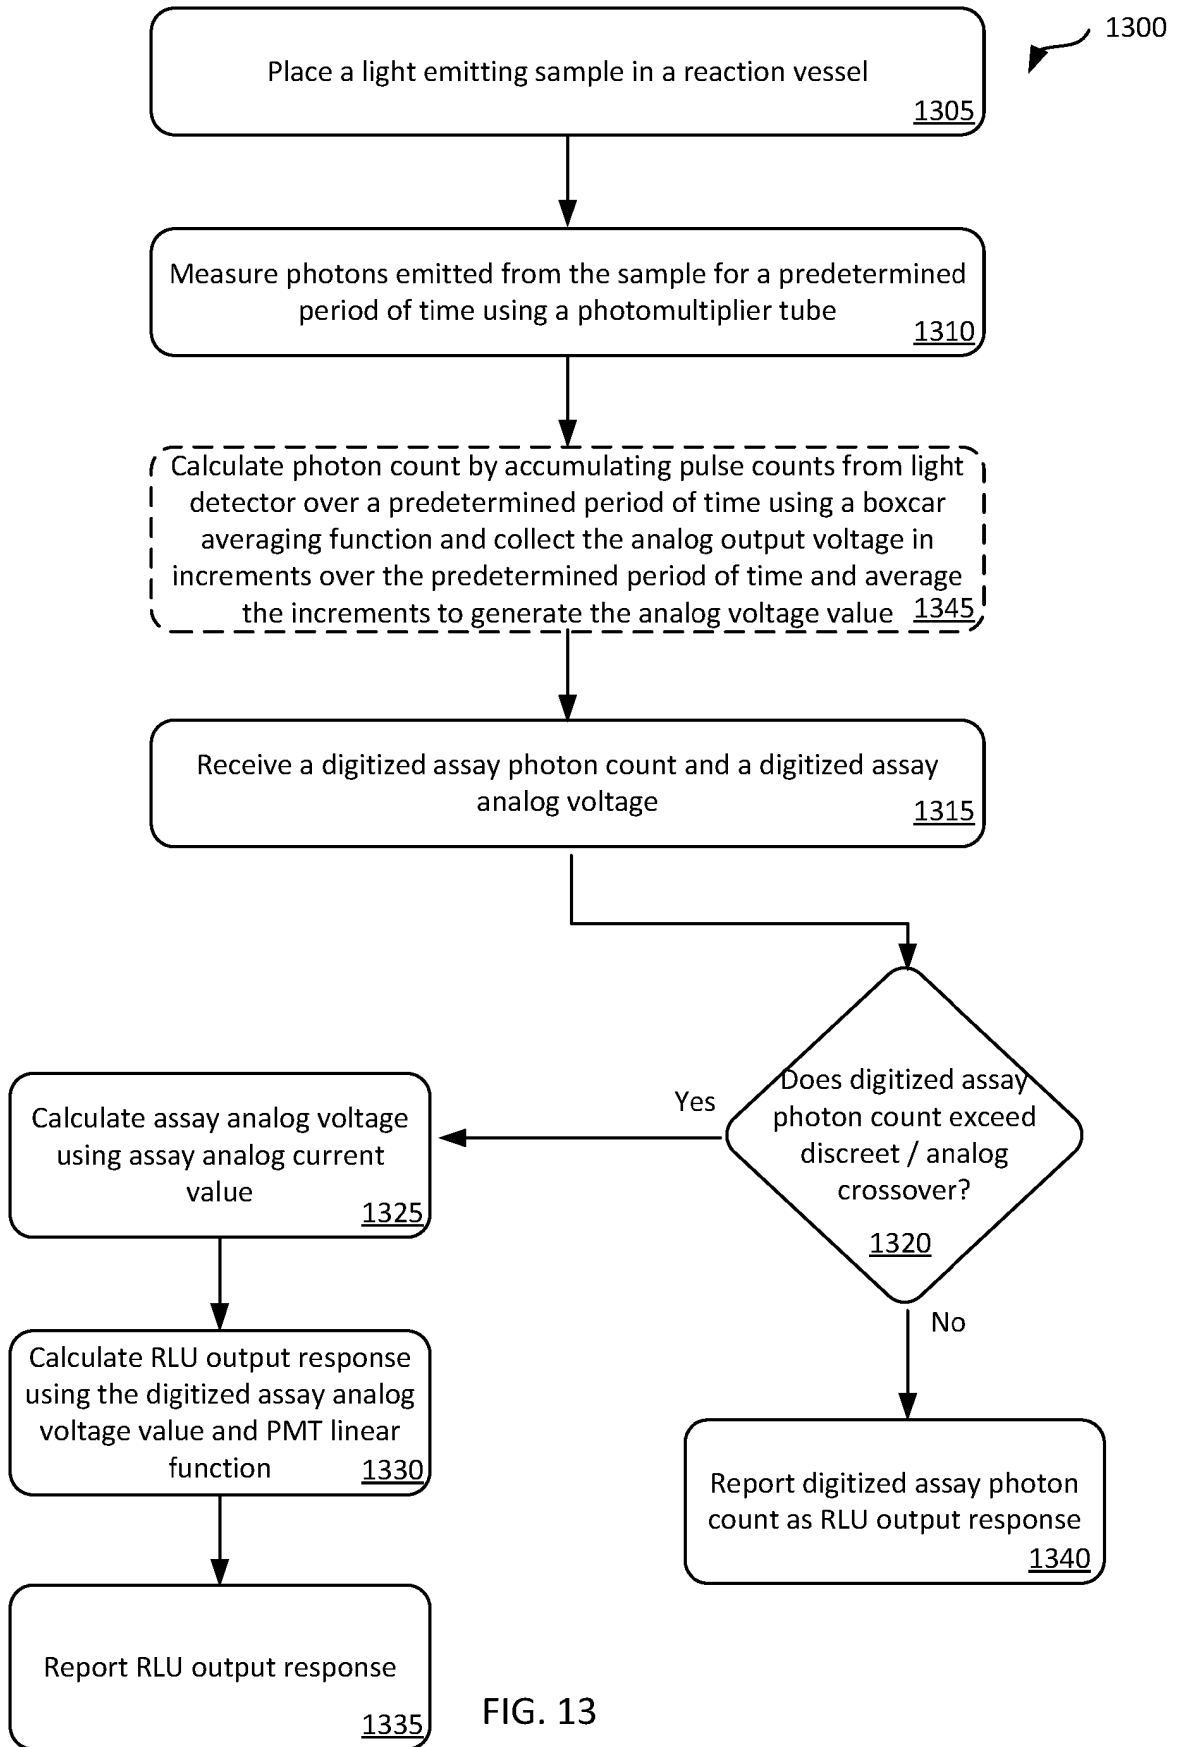 1300
Place a light emitting sample in a reaction vessel
1305
Measure photons emitted from the sample for a predetermined
period of time using a photomultiplier tube
1310
Calculate photon count by accumulating pulse counts from light
detector over a predetermined period of time using a boxcar
averaging function and collect the analog output voltage in
increments over the predetermined period of time and average
the increments to generate the analog voltage value 1345
Receive a digitized assay photon count and a digitized assay
analog voltage
1315
Does digitized assay
photon count exceed
discreet / analog
crossover?
1320
Yes
Calculate assay analog voltage
using assay analog current
value
1325
Calculate RLU output response
using the digitized assay analog
voltage value and PMT linear
function 1330
Report RLU output response
1335
No
Report digitized assay photon
count as RLU output response
1340
FIG. 13